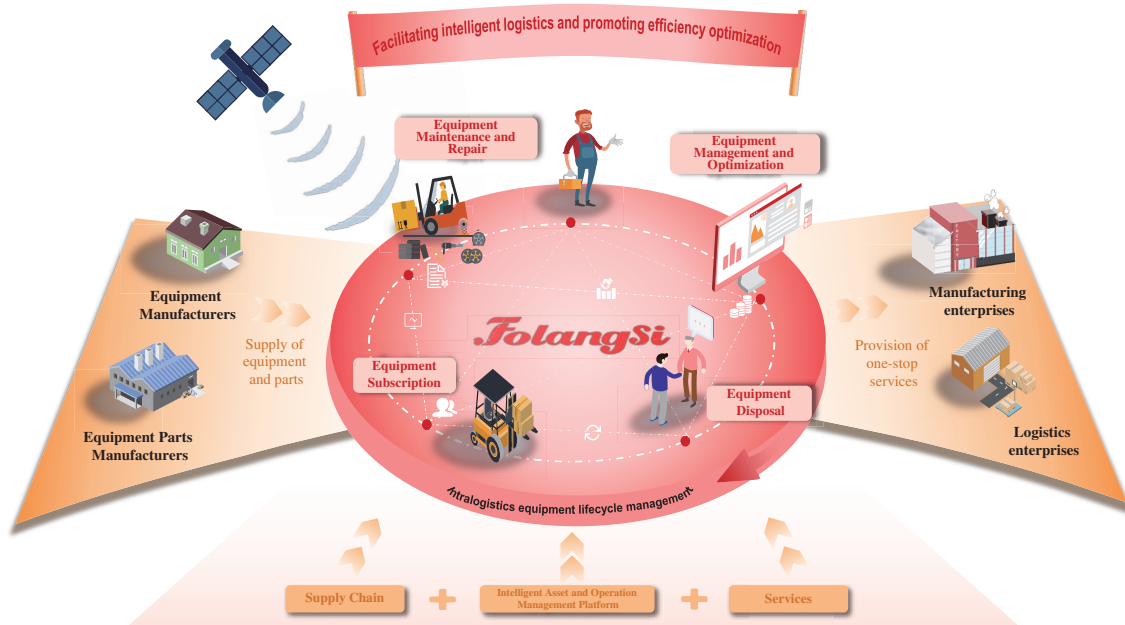 Facilitating intelligent logistics and promoting efficiency optimization
Equipment
Maintenance and
Repair
Equipment
Management and
Optimization
Equipment
Manufacturers
Equipment Parts
Manufacturers
Supply of
equipment
and parts
FolangSi
Equipment
Subscription
Equipment
Disposal
Intralogistics equipment lifecycle management
Provision of
one-stop
services
Manufacturing
enterprises
Logistics
enterprises
Supply Chain
Intelligent Asset and Operation
Management Platform
Services